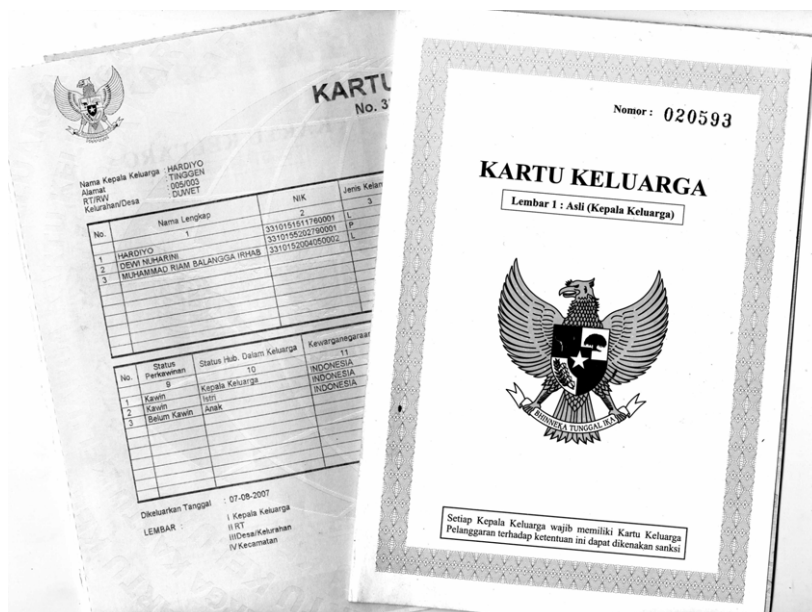 KARTU
No. 3
Nama Kepala Keluarga : HARDIYO
Alamat : TINGGEN
RT/RW : 005/003
Kelurahan/Desa : DUWET
No. Nama Lengkap NIK Jenis Kelam
1 2 3
1 HARDIYO 3310151511760001 L
2 DEWI NUHARINI 3310155202790001 P
3 MUHAMMAD RIAM BALANGGA IRHAB 3310152004050002 L
No. Status Perkawinan Status Hub. Dalam Keluarga Kewarganegaraan
9 10 11
1 Kawin Kepala Keluarga INDONESIA
2 Kawin Istri INDONESIA
3 Belum Kawin Anak INDONESIA
Dikeluarkan Tanggal : 07-08-2007
LEMBAR : I Kepala Keluarga
II RT
III Desa/Kelurahan
IV Kecamatan
Nomor : 020593
KARTU KELUARGA
Lembar 1 : Asli (Kepala Keluarga)
BHINNEKA TUNGGAL IKA
Setiap Kepala Keluarga wajib memiliki Kartu Keluarga
Pelanggaran terhadap ketentuan ini dapat dikenakan sanksi